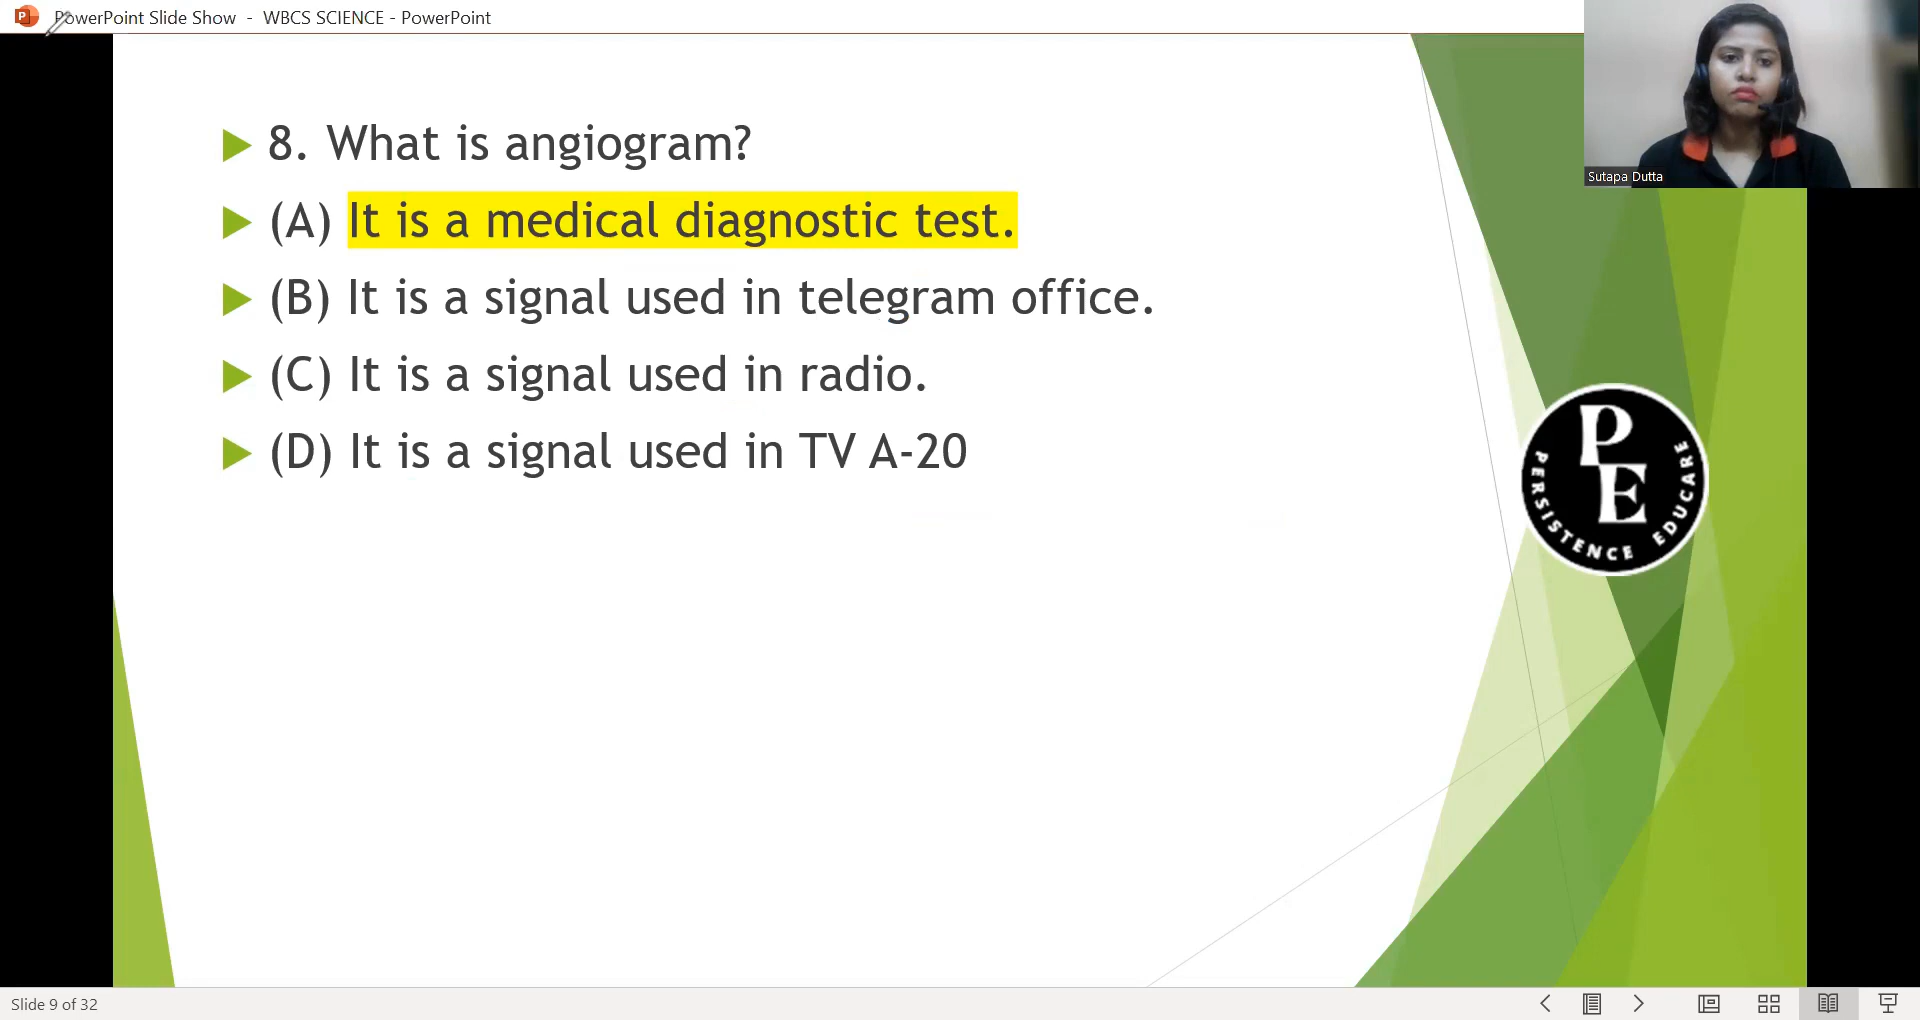 PowerPoint Slide Show - WBCS SCIENCE - PowerPoint
Sutapa Dutta
8. What is angiogram?
(A) It is a medical diagnostic test.
(B) It is a signal used in telegram office.
(C) It is a signal used in radio.
(D) It is a signal used in TV A-20
PE
PERSISTENCE EDUCARE
Slide 9 of 32